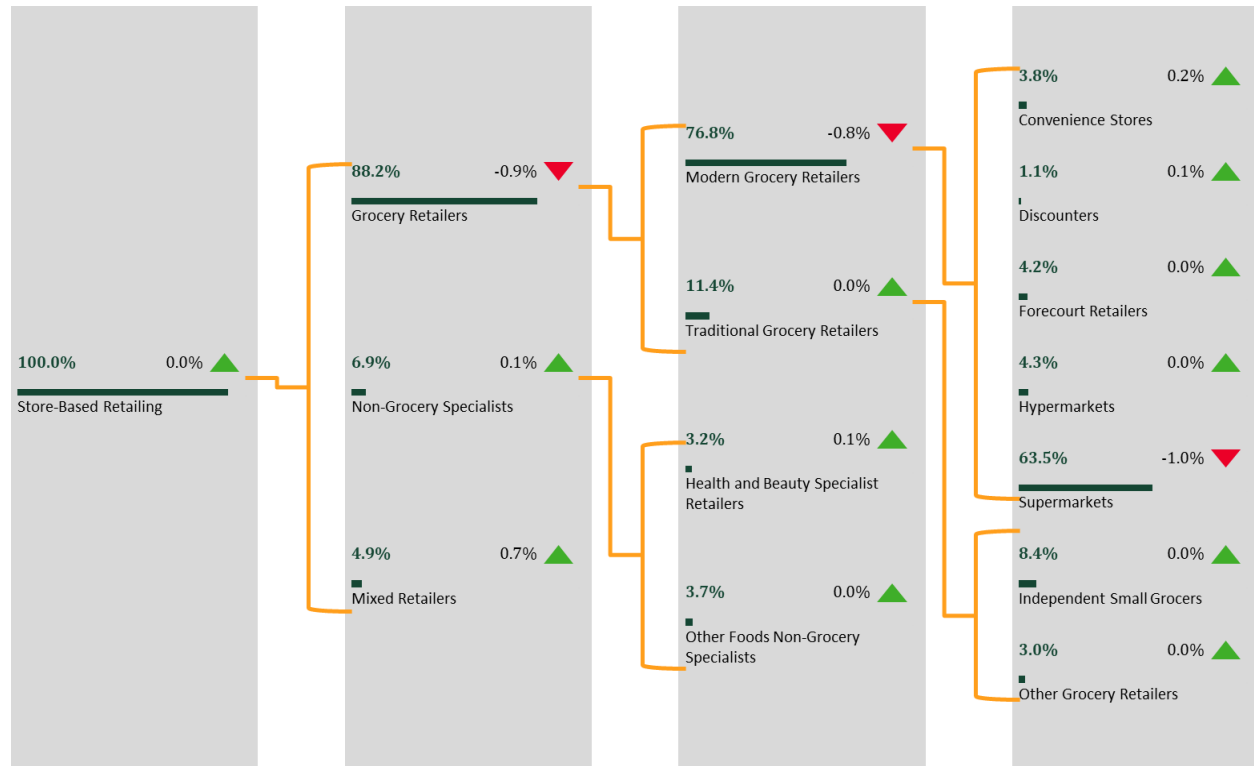 100.0% 0.0%
Store-Based Retailing
88.2% -0.9%
Grocery Retailers
6.9% 0.1%
Non-Grocery Specialists
4.9% 0.7%
Mixed Retailers
76.8% -0.8%
Modern Grocery Retailers
11.4% 0.0%
Traditional Grocery Retailers
3.2% 0.1%
Health and Beauty Specialist
Retailers
3.7% 0.0%
Other Foods Non-Grocery
Specialists
3.8% 0.2%
Convenience Stores
1.1% 0.1%
Discounters
4.2% 0.0%
Forecourt Retailers
4.3% 0.0%
Hypermarkets
63.5% -1.0%
Supermarkets
8.4% 0.0%
Independent Small Grocers
3.0% 0.0%
Other Grocery Retailers